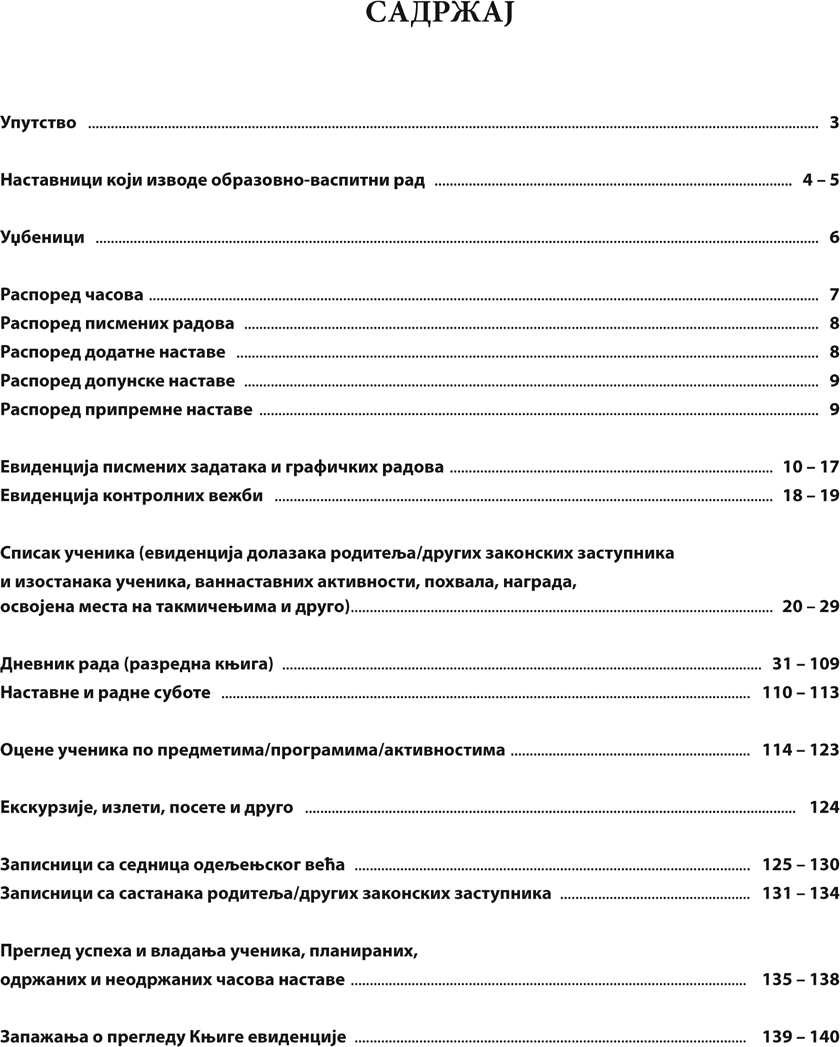 САДРЖАЈ
Упутство ........ 3
Наставници који изводе образовно-васпитни рад ........ 4 – 5
Уџбеници ........ 6
Распоред часова ........ 7
Распоред писмених радова ........ 8
Распоред додатне наставе ........ 8
Распоред допунске наставе ........ 9
Распоред припремне наставе ........ 9
Евиденција писмених задатака и графичких радова ........ 10 – 17
Евиденција контролних вежби ........ 18 – 19
Списак ученика (евиденција долазака родитеља/других законских заступника
и изостанака ученика, ваннаставних активности, похвала, награда,
освојена места на такмичењима и друго)........ 20 – 29
Дневник рада (разредна књига) ........ 31 – 109
Наставне и радне суботе ........ 110 – 113
Оцене ученика по предметима/програмима/активностима ........ 114 – 123
Екскурзије, излети, посете и друго ........ 124
Записници са седница одељењског већа ........ 125 – 130
Записници са састанака родитеља/других законских заступника ........ 131 – 134
Преглед успеха и владања ученика, планираних,
одржаних и неодржаних часова наставе ........ 135 – 138
Запажања о прегледу Књиге евиденције ........ 139 – 140